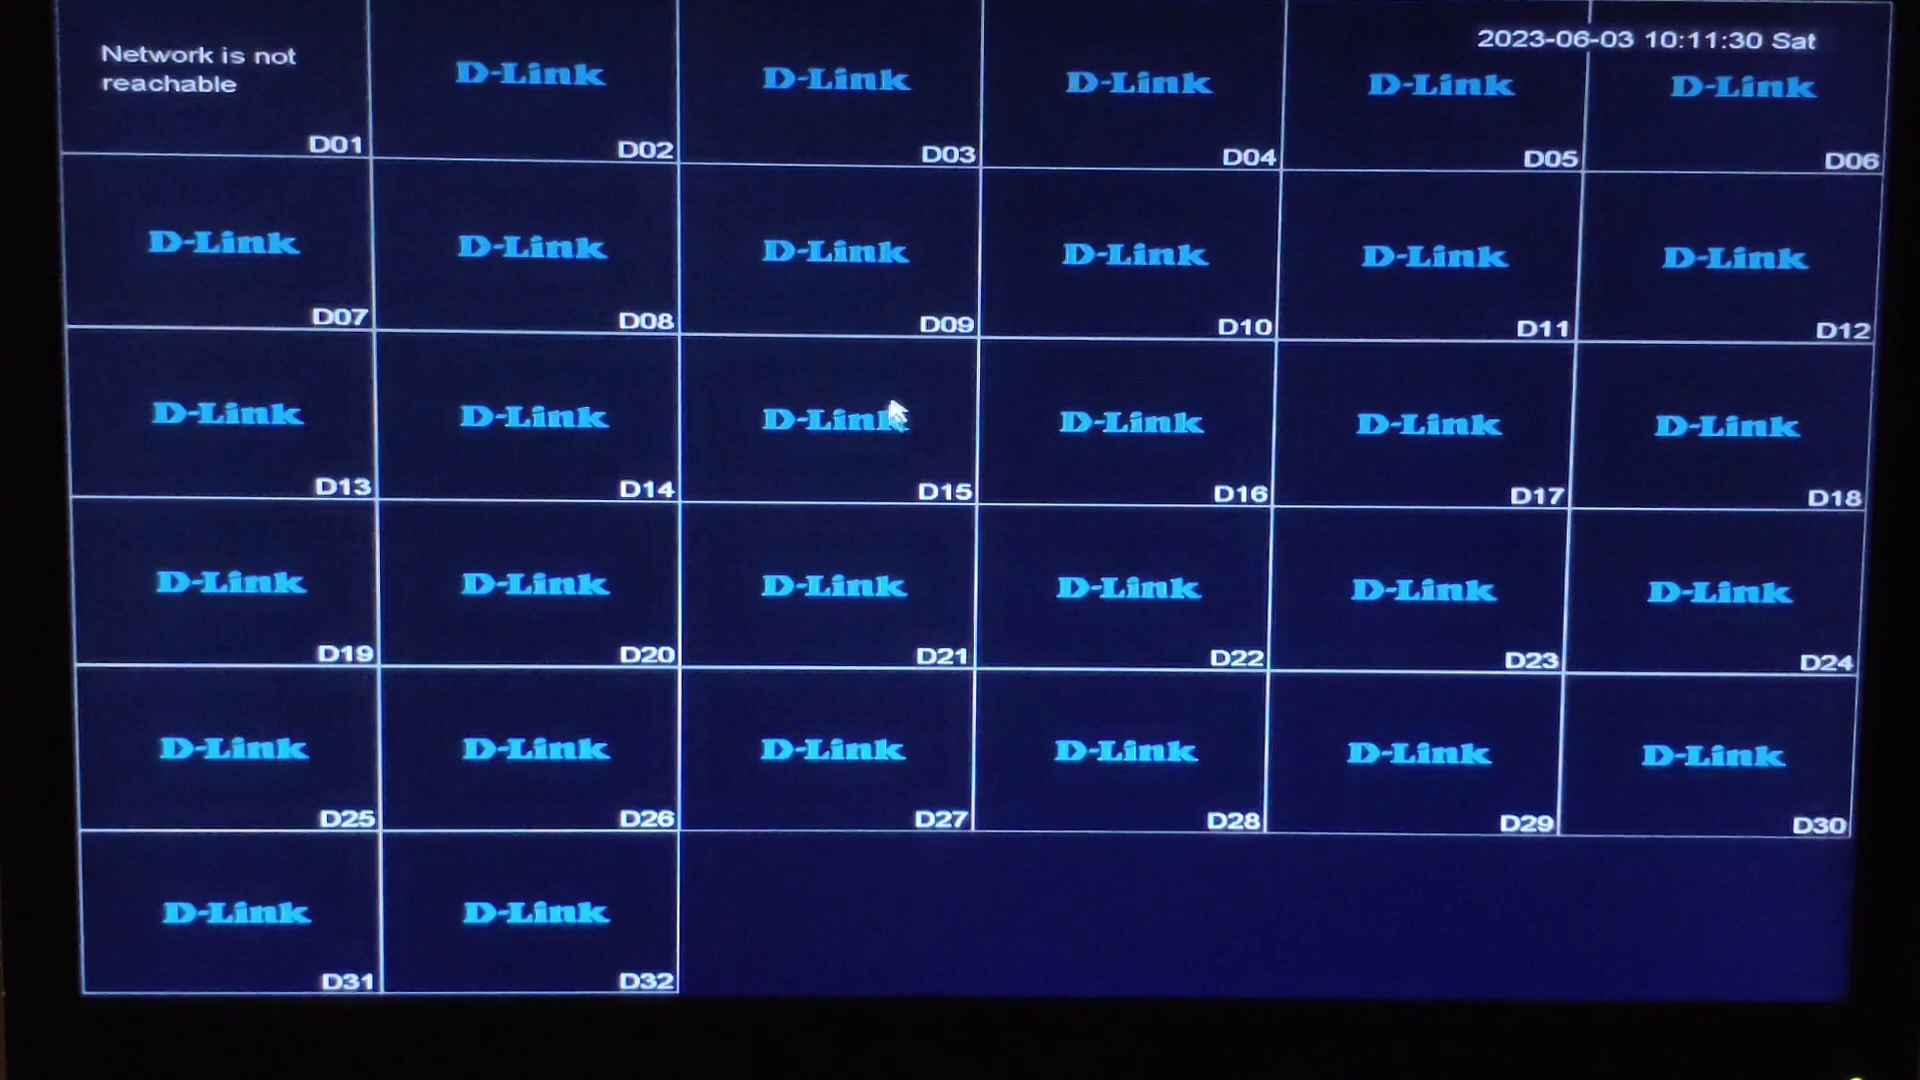 2023-06-03 10:11:30 Sat
Network is not
reachable
D01
D-Link
D02
D-Link
D03
D-Link
D04
D-Link
D05
D-Link
D06
D-Link
D07
D-Link
D08
D-Link
D09
D-Link
D10
D-Link
D11
D-Link
D12
D-Link
D13
D-Link
D14
D-Link
D15
D-Link
D16
D-Link
D17
D-Link
D18
D-Link
D19
D-Link
D20
D-Link
D21
D-Link
D22
D-Link
D23
D-Link
D24
D-Link
D25
D-Link
D26
D-Link
D27
D-Link
D28
D-Link
D29
D-Link
D30
D-Link
D31
D-Link
D32